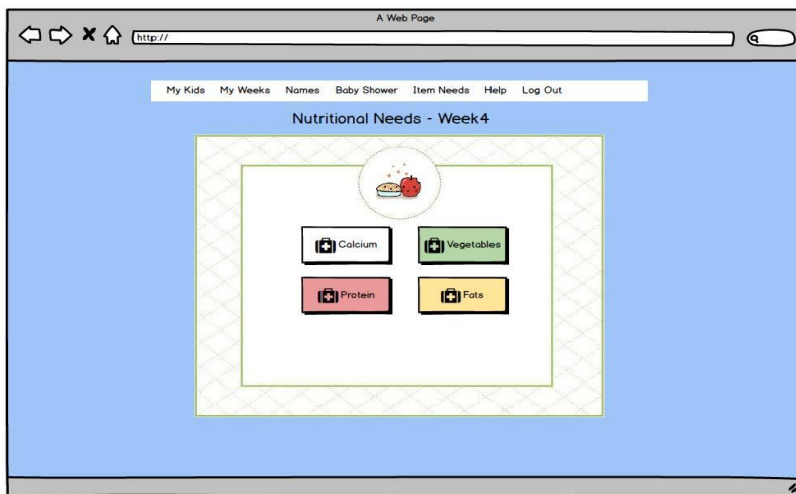 A Web Page
http://
My Kids My Weeks Names Baby Shower Item Needs Help Log Out
Nutritional Needs - Week4
Calcium Vegetables
Protein Fats